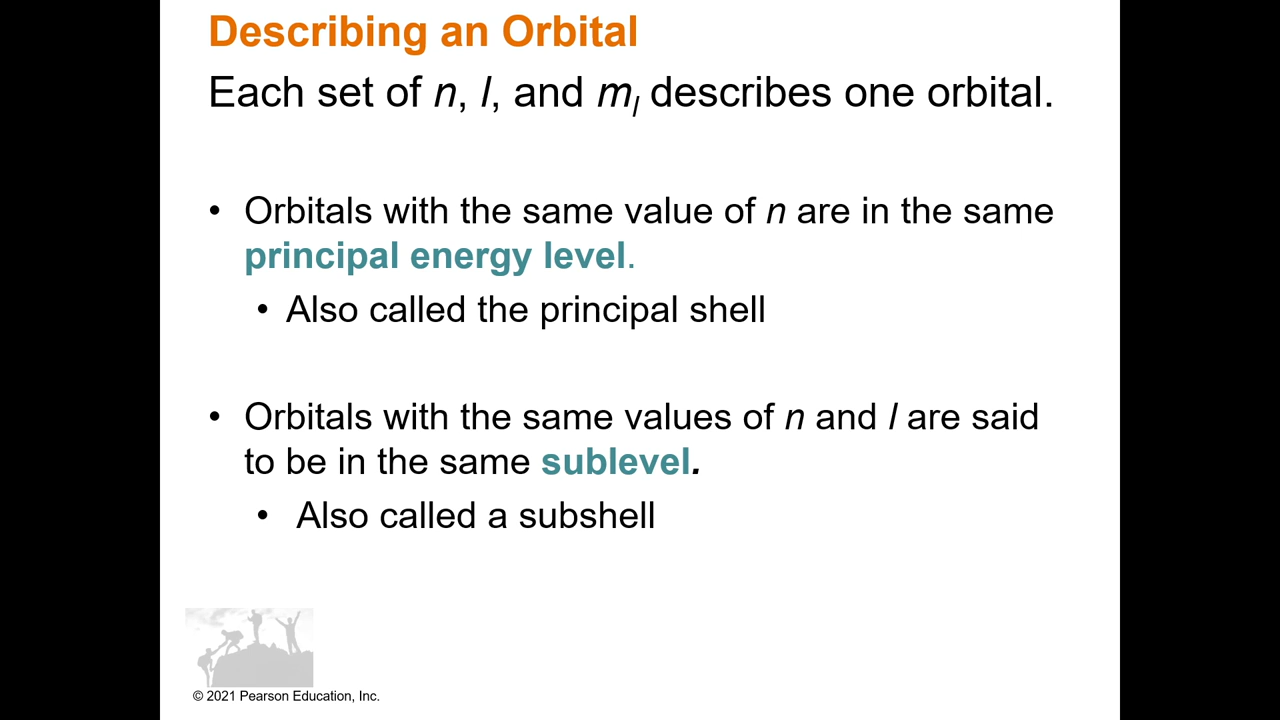 Describing an Orbital
Each set of n, l, and mₗ describes one orbital.
• Orbitals with the same value of n are in the same
principal energy level.
• Also called the principal shell
• Orbitals with the same values of n and l are said
to be in the same sublevel.
• Also called a subshell
© 2021 Pearson Education, Inc.